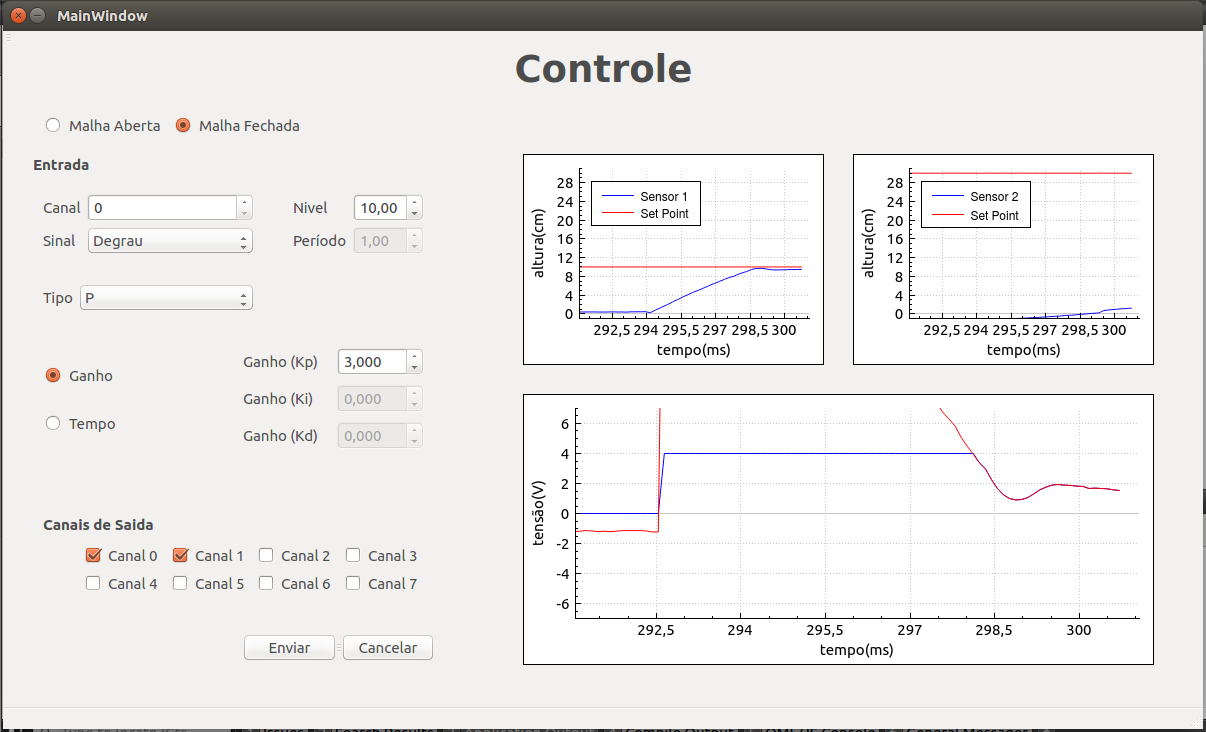 MainWindow
Controle
Malha Aberta Malha Fechada
Entrada
Canal 0 Nivel 10,00
Sinal Degrau Período 1,00
Tipo P
Ganho
Tempo
Ganho (Kp) 3,000
Ganho (Ki) 0,000
Ganho (Kd) 0,000
Canais de Saida
Canal 0 Canal 1 Canal 2 Canal 3
Canal 4 Canal 5 Canal 6 Canal 7
Enviar Cancelar
altura(cm)
28
24
20
16
12
8
4
0
Sensor 1
Set Point
292,5 294 295,5 297 298,5 300
tempo(ms)
altura(cm)
28
24
20
16
12
8
4
0
Sensor 2
Set Point
292,5 294 295,5 297 298,5 300
tempo(ms)
tensão(V)
6
4
2
0
-2
-4
-6
292,5 294 295,5 297 298,5 300
tempo(ms)
Issues Search Results Compile Output General Messages